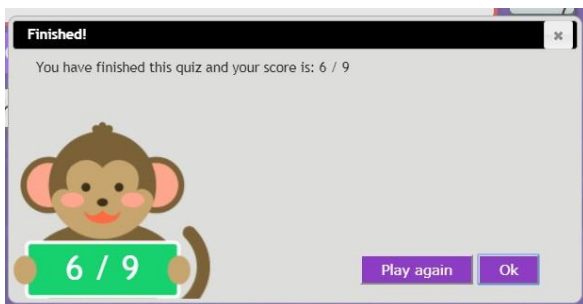 Finished!
You have finished this quiz and your score is: 6 / 9
6 / 9
Play again
Ok